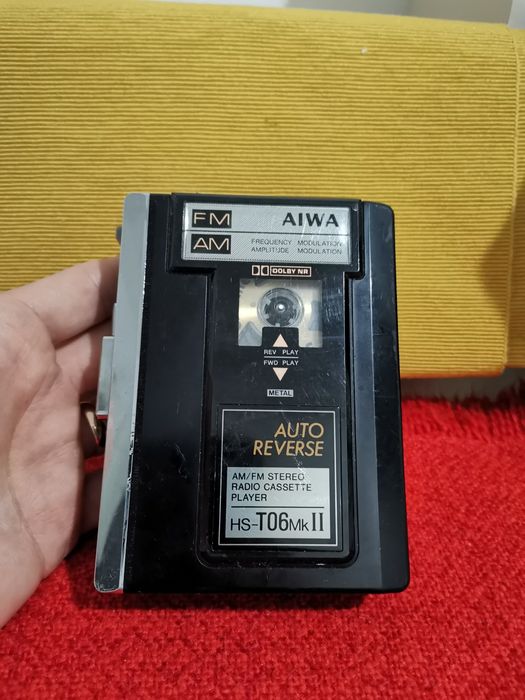 FM AIWA
AM FREQUENCY MODULATION
AMPLITUDE MODULATION
DOLBY NR
REV PLAY
FWD PLAY
METAL
AUTO
REVERSE
AM/FM STEREO
RADIO CASSETTE
PLAYER
HS-T06MkII